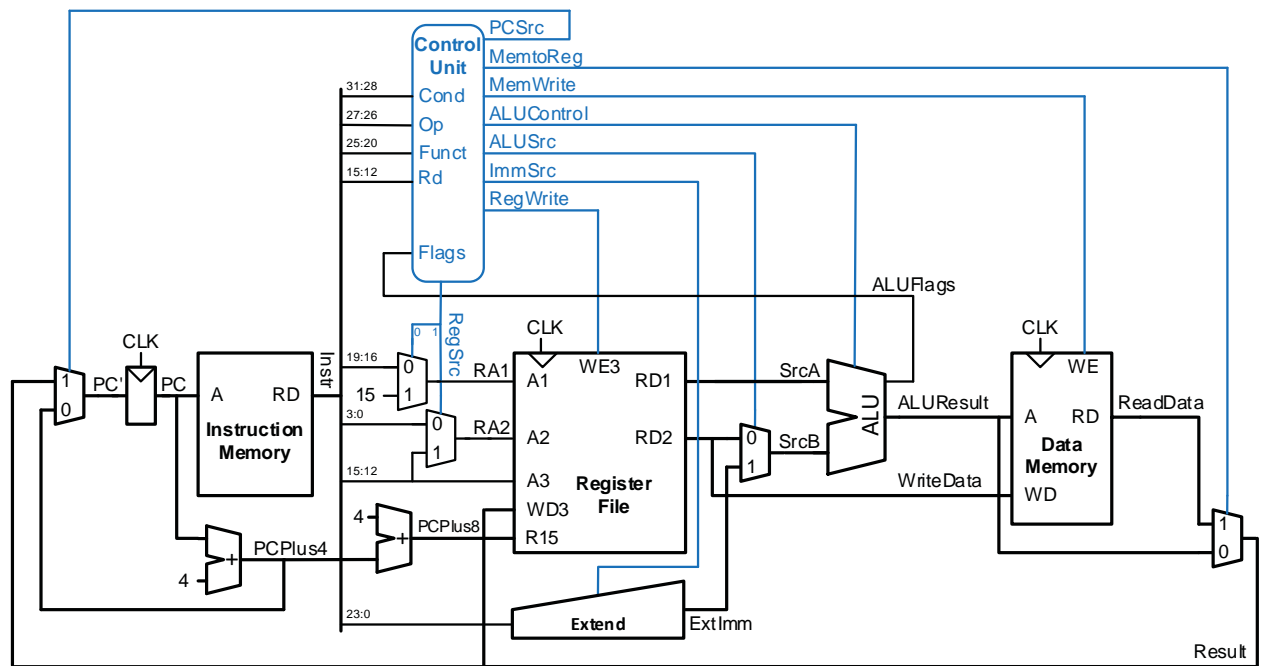 PCSrc
Control
Unit
MemtoReg
31:28
Cond
MemWrite
27:26
Op
ALUControl
25:20
Funct
ALUSrc
15:12
Rd
ImmSrc
RegWrite
Flags
ALUFlags
CLK
Instr
0 1
RegSrc
CLK
CLK
19:16
0
RA1
A1
WE3
RD1
SrcA
WE
1
PC'
PC
A
RD
15
1
0
Instruction
Memory
3:0
0
RA2
A2
RD2
0
SrcB
ALU
ALUResult
A
RD
ReadData
Data
Memory
1
1
15:12
A3
Register
File
WriteData
WD
WD3
4
PCPlus8
R15
+
1
0
PCPlus4
+
4
23:0
Extend
ExtImm
Result